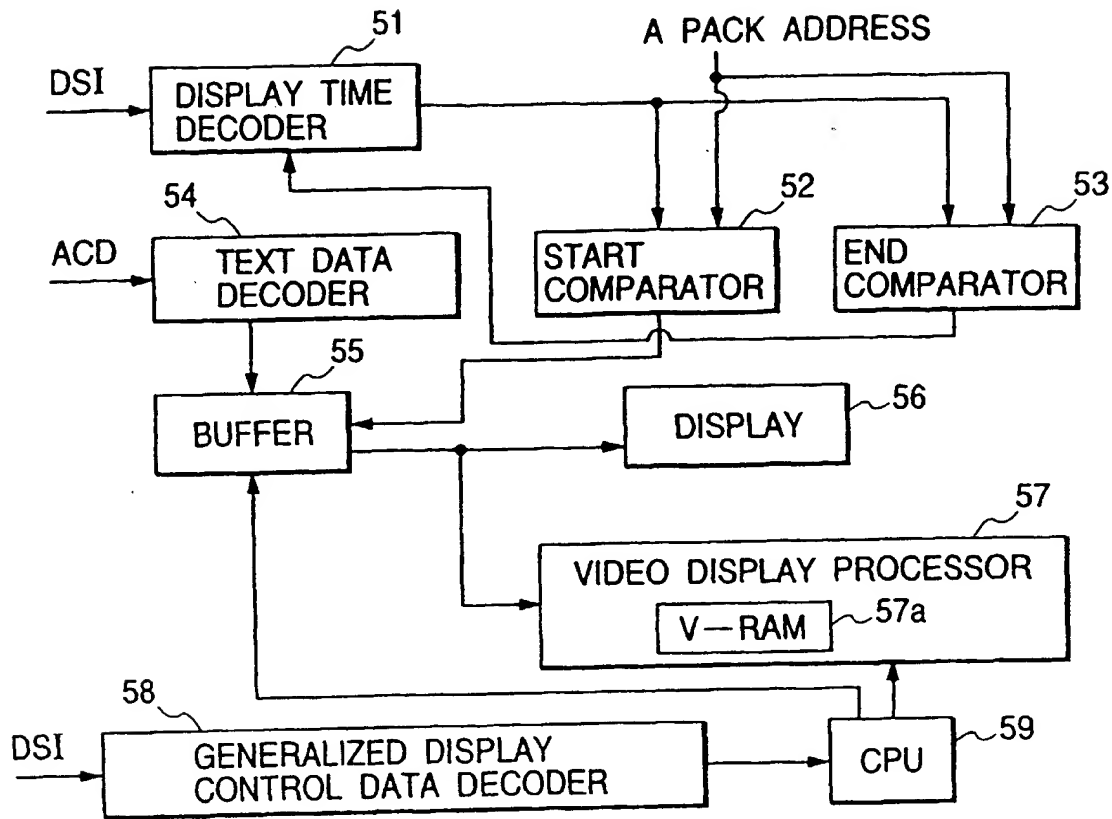 51
A PACK ADDRESS
DSI
DISPLAY TIME
DECODER
52
53
54
ACD
TEXT DATA
DECODER
START
COMPARATOR
END
COMPARATOR
55
BUFFER
56
DISPLAY
57
VIDEO DISPLAY PROCESSOR
V—RAM
57a
58
DSI
GENERALIZED DISPLAY
CONTROL DATA DECODER
CPU
59